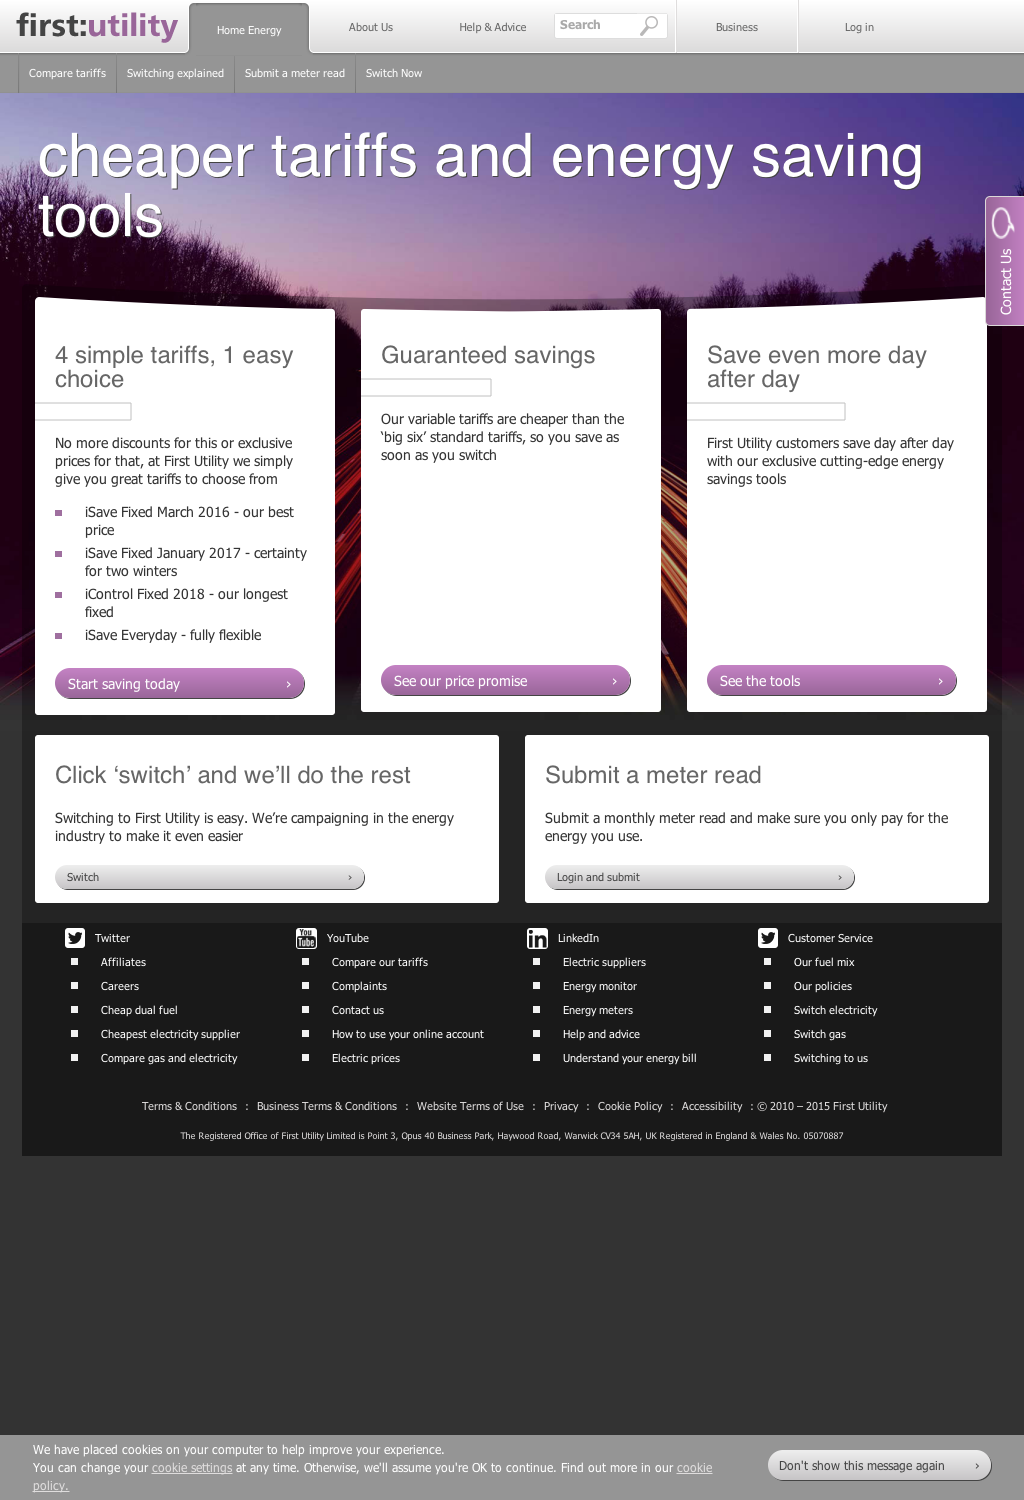 first:utility
Home Energy
About Us
Help & Advice
Search
Business
Log in
Compare tariffs
Switching explained
Submit a meter read
Switch Now
cheaper tariffs and energy saving
tools
Contact Us
4 simple tariffs, 1 easy
choice
No more discounts for this or exclusive
prices for that, at First Utility we simply
give you great tariffs to choose from
iSave Fixed March 2016 - our best
price
iSave Fixed January 2017 - certainty
for two winters
iControl Fixed 2018 - our longest
fixed
iSave Everyday - fully flexible
Start saving today ›
Guaranteed savings
Our variable tariffs are cheaper than the
‘big six’ standard tariffs, so you save as
soon as you switch
See our price promise ›
Save even more day
after day
First Utility customers save day after day
with our exclusive cutting-edge energy
savings tools
See the tools ›
Click ‘switch’ and we’ll do the rest
Switching to First Utility is easy. We’re campaigning in the energy
industry to make it even easier
Switch ›
Submit a meter read
Submit a monthly meter read and make sure you only pay for the
energy you use.
Login and submit ›
Twitter
Affiliates
Careers
Cheap dual fuel
Cheapest electricity supplier
Compare gas and electricity
You Tube YouTube
Compare our tariffs
Complaints
Contact us
How to use your online account
Electric prices
in LinkedIn
Electric suppliers
Energy monitor
Energy meters
Help and advice
Understand your energy bill
Customer Service
Our fuel mix
Our policies
Switch electricity
Switch gas
Switching to us
Terms & Conditions : Business Terms & Conditions : Website Terms of Use : Privacy : Cookie Policy : Accessibility : © 2010 – 2015 First Utility
The Registered Office of First Utility Limited is Point 3, Opus 40 Business Park, Haywood Road, Warwick CV34 5AH, UK Registered in England & Wales No. 05070887
We have placed cookies on your computer to help improve your experience.
You can change your cookie settings at any time. Otherwise, we'll assume you're OK to continue. Find out more in our cookie
policy.
Don't show this message again ›